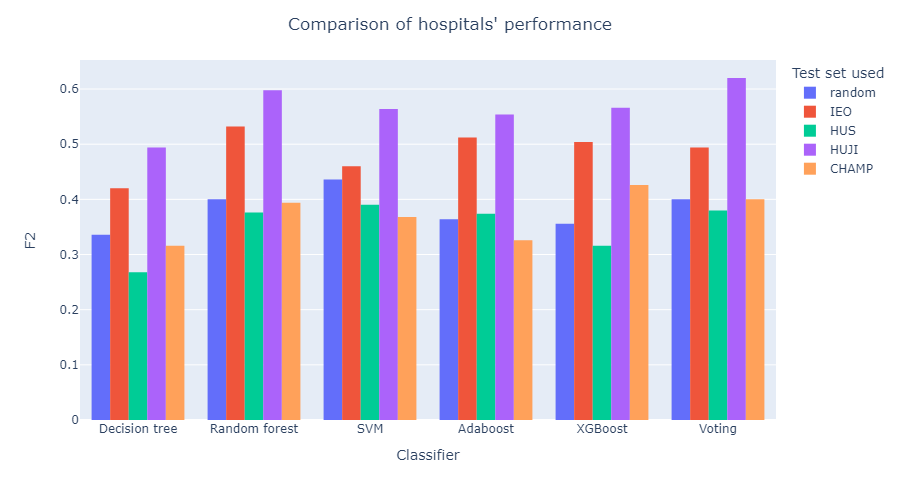 Comparison of hospitals' performance
Test set used
random
IEO
HUS
HUJI
CHAMP
F2
0.6
0.5
0.4
0.3
0.2
0.1
0
Decision tree
Random forest
SVM
Adaboost
XGBoost
Voting
Classifier